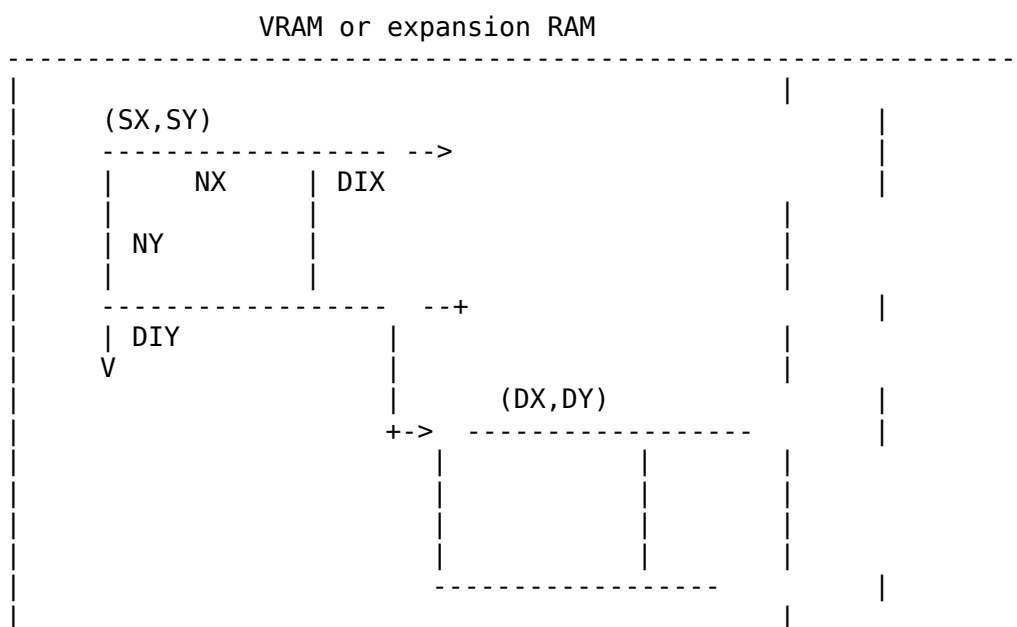 VRAM or expansion RAM
(SX,SY)
NX DIX
NY
DIY
V
(DX,DY)